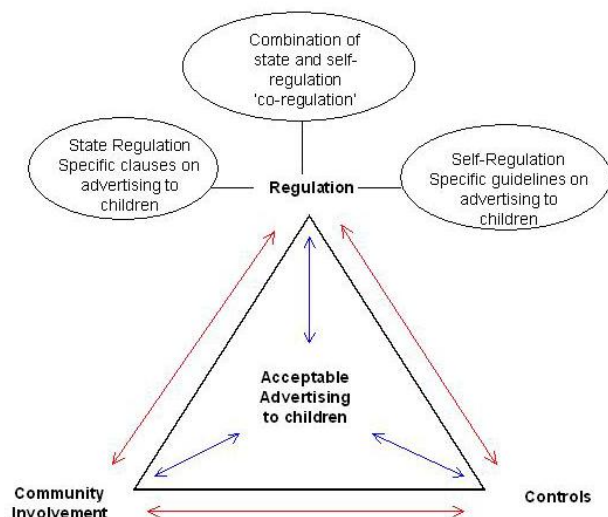 Combination of
state and self-
regulation
'co-regulation'
State Regulation
Specific clauses on
advertising to
children
Self-Regulation
Specific guidelines on
advertising to
children
Regulation
Acceptable
Advertising
to children
Community
Involvement
Controls